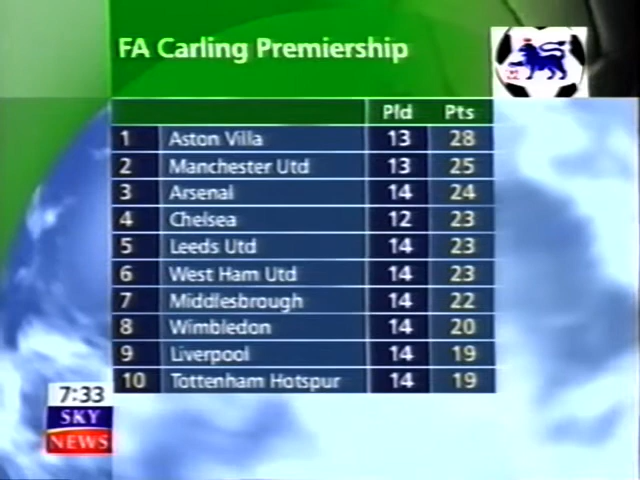 FA Carling Premiership
Pld Pts
1 Aston Villa 13 28
2 Manchester Utd 13 25
3 Arsenal 14 24
4 Chelsea 12 23
5 Leeds Utd 14 23
6 West Ham Utd 14 23
7 Middlesbrough 14 22
8 Wimbledon 14 20
9 Liverpool 14 19
10 Tottenham Hotspur 14 19
7:33
SKY
NEWS